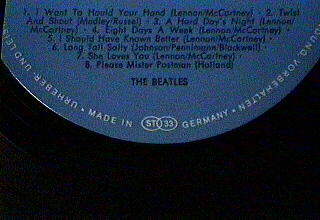 1. I Want To Hould Your Hand (Lennon/McCartney) · 2. Twist
And Shout (Medley/Russel) · 3. A Hard Day's Night (Lennon/
McCartney) · 4. Eight Days A Week (Lennon/McCartney) ·
5. I Should Have Known Better (Lennon/McCartney) ·
6. Long Tall Sally (Johnson/Pennimann/Blackwell) ·
7. She Loves You (Lennon/McCartney) ·
8. Please Mister Postman (Holland)
THE BEATLES
URHEBER- UND LEIS
· MADE IN
ST 33
GERMANY ·
VORBEHALTEN